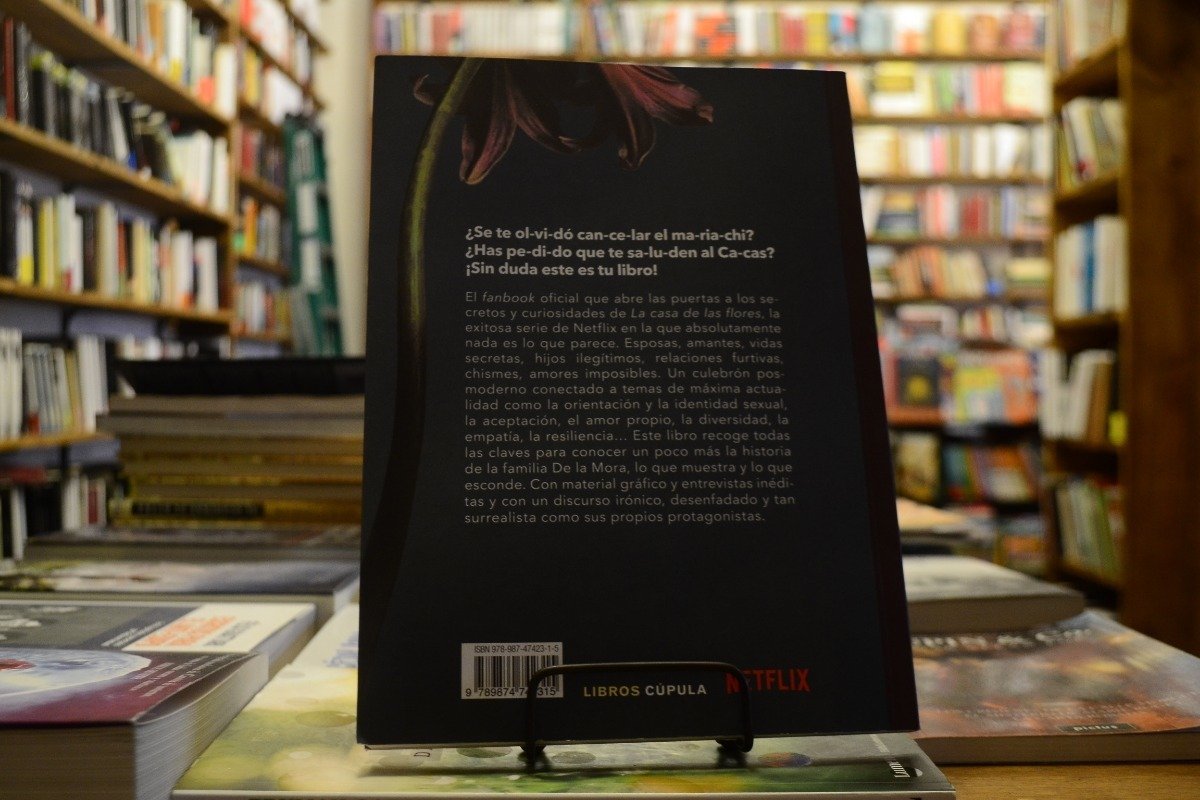 ¿Se te ol-vi-dó can-ce-lar el ma-ria-chi?
¿Has pe-di-do que te sa-lu-den al Ca-cas?
¡Sin duda este es tu libro!
El fanbook oficial que abre las puertas a los se-
cretos y curiosidades de La casa de las flores, la
exitosa serie de Netflix en la que absolutamente
nada es lo que parece. Esposas, amantes, vidas
secretas, hijos ilegítimos, relaciones furtivas,
chismes, amores imposibles. Un culebrón pos-
moderno conectado a temas de máxima actua-
lidad como la orientación y la identidad sexual,
la aceptación, el amor propio, la diversidad, la
empatía, la resiliencia... Este libro recoge todas
las claves para conocer un poco más la historia
de la familia De la Mora, lo que muestra y lo que
esconde. Con material gráfico y entrevistas inédi-
tas y con un discurso irónico, desenfadado y tan
surrealista como sus propios protagonistas.
ISBN 978-987-47423-1-5
LIBROS CÚPULA
NETFLIX
pictus